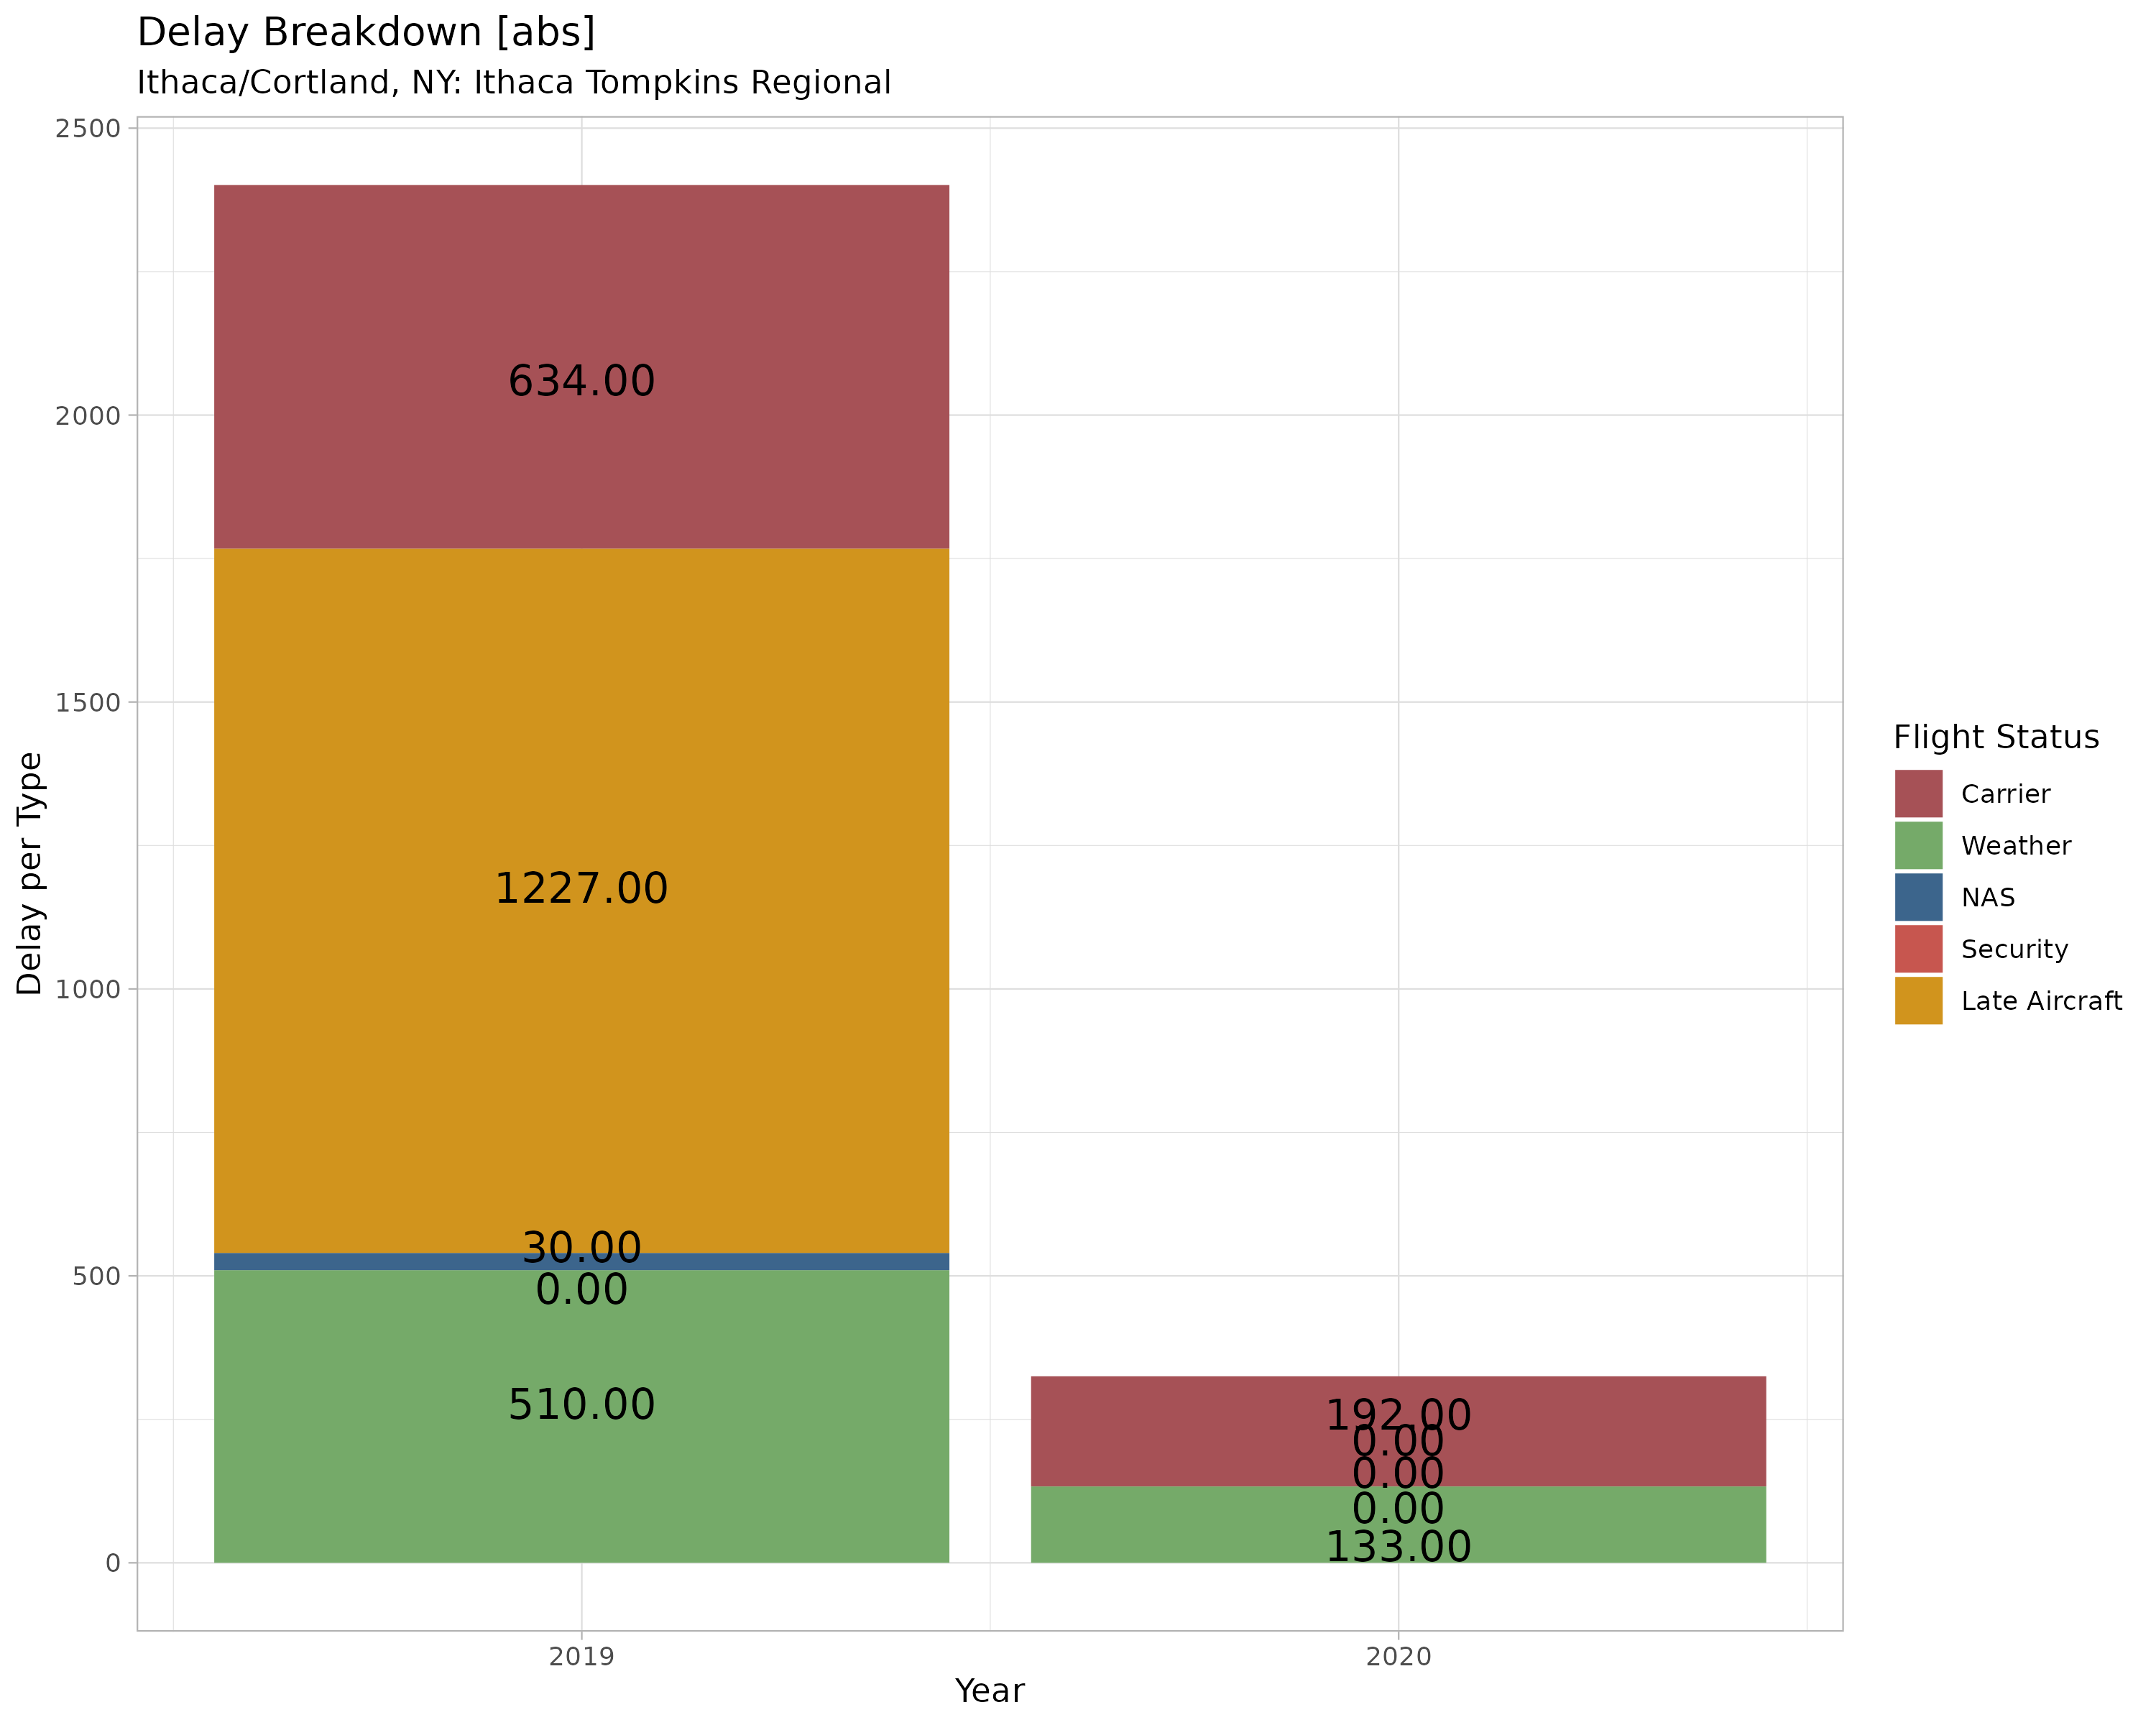 Delay Breakdown [abs]
Ithaca/Cortland, NY: Ithaca Tompkins Regional
2500
2000
1500
1000
500
0
Delay per Type
634.00
1227.00
30.00
0.00
510.00
192.00
0.00
0.00
0.00
133.00
2019
2020
Year
Flight Status
Carrier
Weather
NAS
Security
Late Aircraft